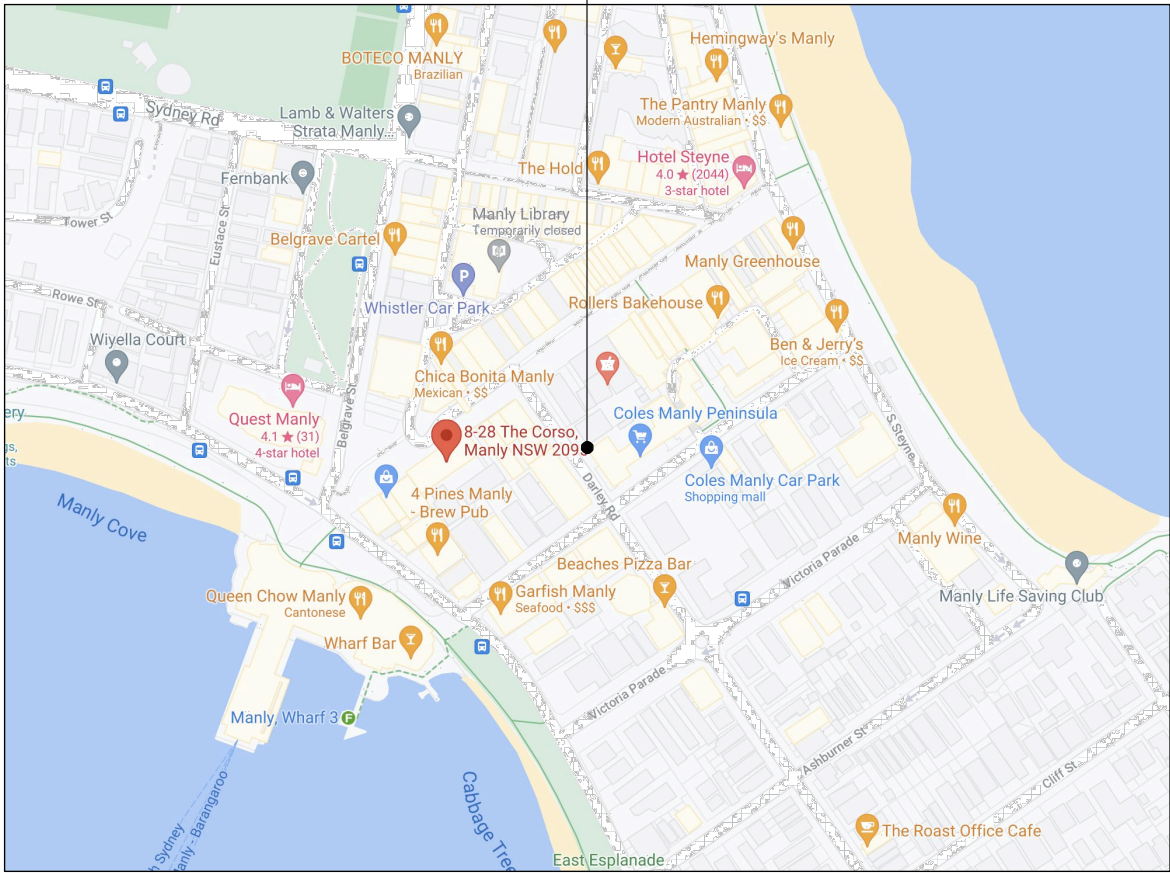 Hemingway's Manly
BOTECO MANLY
Brazilian
The Pantry Manly
Modern Australian • $$
Sydney Rd
Lamb & Walters
Strata Manly...
The Hold
Hotel Steyne
4.0 ★ (2044)
3-star hotel
Fernbank
Tower St
Eustace St
Manly Library
Temporarily closed
Belgrave Cartel
P
Manly Greenhouse
Rowe St
Whistler Car Park
Rollers Bakehouse
Wiyella Court
Ben & Jerry's
Ice Cream • $$
Chica Bonita Manly
Mexican • $$
Belgrave St
Quest Manly
4.1 ★ (31)
4-star hotel
Coles Manly Peninsula
8-28 The Corso,
Manly NSW 209
S Steyne
ery
gs,
ts
Coles Manly Car Park
Shopping mall
Darley Rd
4 Pines Manly
- Brew Pub
Manly Cove
Manly Wine
Victoria Parade
Beaches Pizza Bar
Garfish Manly
Seafood • $$$
Queen Chow Manly
Cantonese
Manly Life Saving Club
Wharf Bar
Victoria Parade
Manly, Wharf 3
F
Ashburner St
Cliff St
Cabbage Tree
h Sydney
Manly - Barangaroo
The Roast Office Cafe
East Esplanade